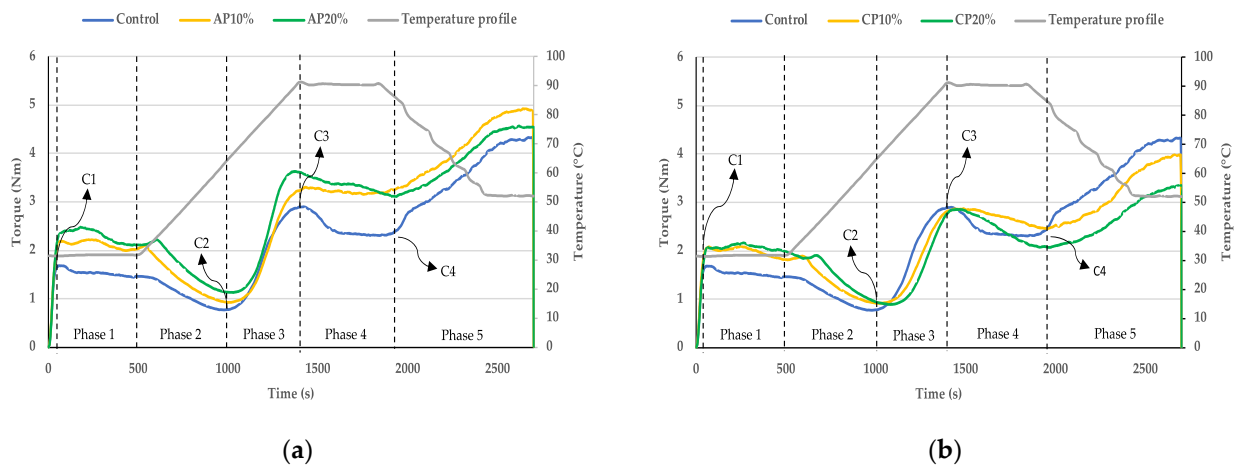 Control AP10% AP20% Temperature profile
6 100
90
5 80
70
4 60
3 50
40
2 30
20
1 10
0 0
Torque (Nm)
Temperature (°C)
C1
C2
C3
C4
Phase 1 Phase 2 Phase 3 Phase 4 Phase 5
0 500 1000 1500 2000 2500
Time (s)
(a)
Control CP10% CP20% Temperature profile
6 100
90
5 80
70
4 60
3 50
40
2 30
20
1 10
0 0
Torque (Nm)
Temperature (°C)
C1
C2
C3
C4
Phase 1 Phase 2 Phase 3 Phase 4 Phase 5
0 500 1000 1500 2000 2500
Time (s)
(b)